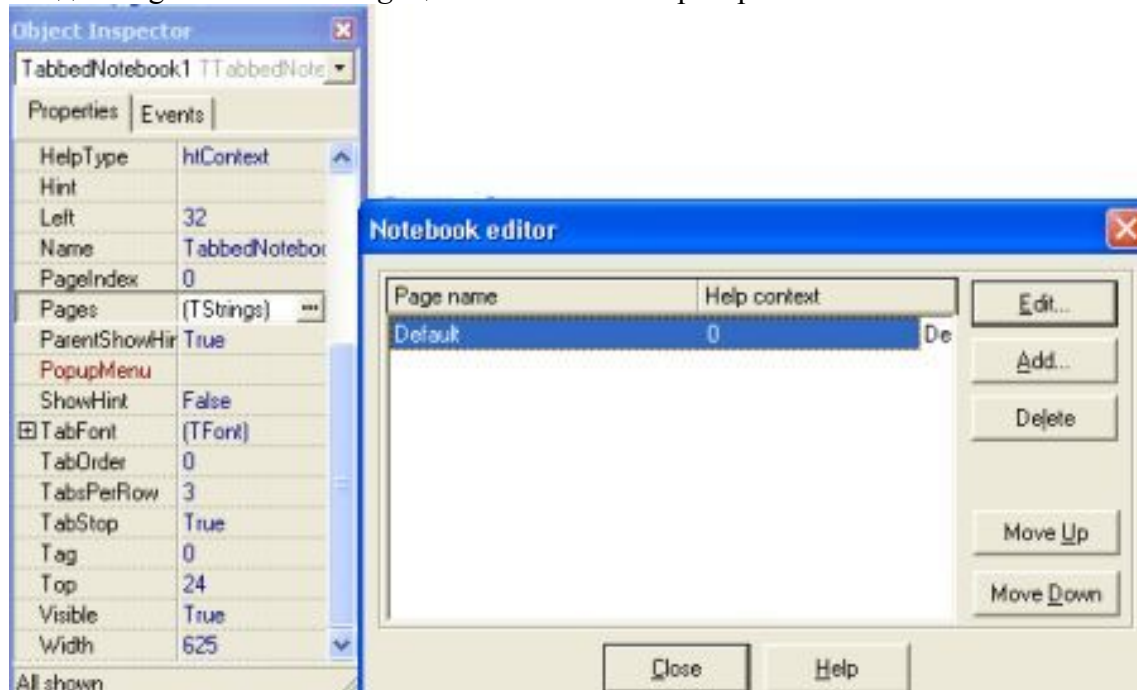 Object Inspector
TabbedNotebook1 TTabbedNote
Properties
Events
HelpType htContext
Hint
Left 32
Name TabbedNotebo
PageIndex 0
Pages (TStrings) ...
ParentShowHin True
PopupMenu
ShowHint False
TabFont (TFont)
TabOrder 0
TabsPerRow 3
TabStop True
Tag 0
Top 24
Visible True
Width 625
All shown
Notebook editor
Page name Help context
Default 0 De
Edit...
Add...
Delete
Move Up
Move Down
Close
Help